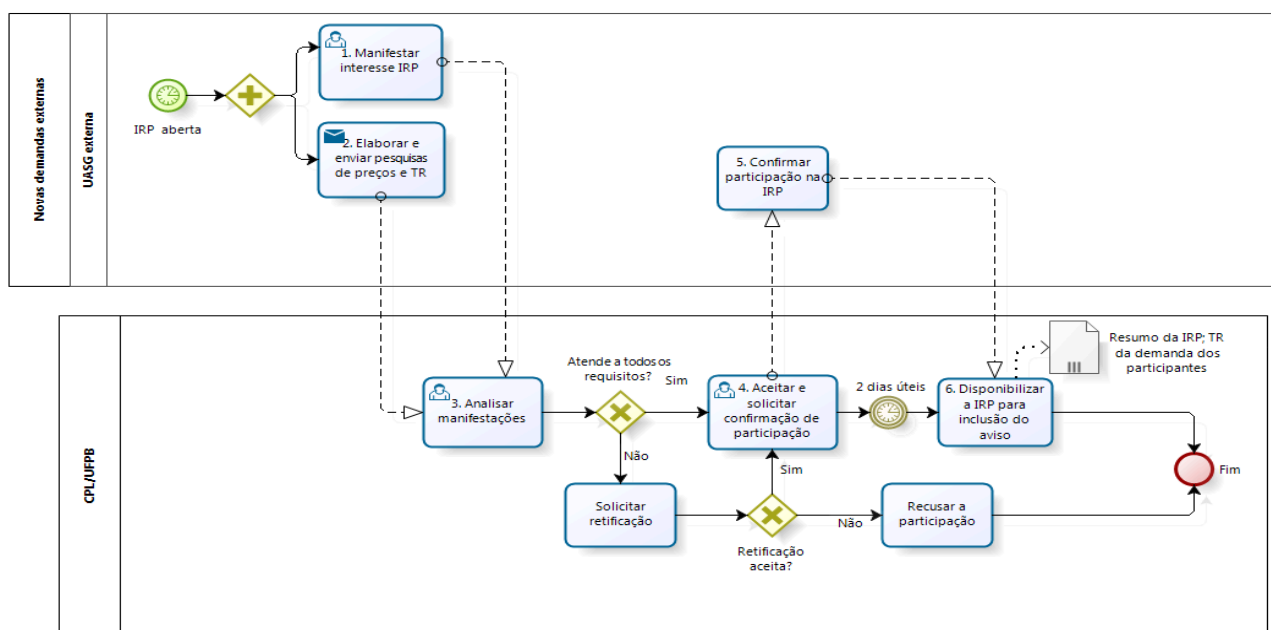 Novas demandas externas
UASG externa
IRP aberta
1. Manifestar
interesse IRP
2. Elaborar e
enviar pesquisas
de preços e TR
5. Confirmar
participação na
IRP
CPL/UFPB
3. Analisar
manifestações
Atende a todos os
requisitos?
Sim
Não
4. Aceitar e
solicitar
confirmação de
participação
2 dias úteis
6. Disponibilizar
a IRP para
inclusão do
aviso
Resumo da IRP; TR
da demanda dos
participantes
Solicitar
retificação
Sim
Retificação
aceita?
Não
Recusar a
participação
Fim